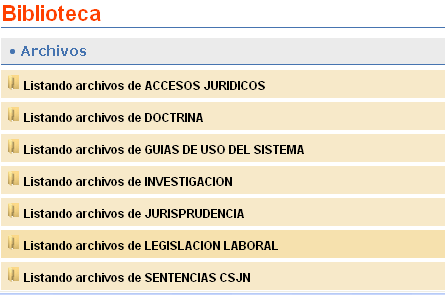 Biblioteca
• Archivos
Listando archivos de ACCESOS JURIDICOS
Listando archivos de DOCTRINA
Listando archivos de GUIAS DE USO DEL SISTEMA
Listando archivos de INVESTIGACION
Listando archivos de JURISPRUDENCIA
Listando archivos de LEGISLACION LABORAL
Listando archivos de SENTENCIAS CSJN